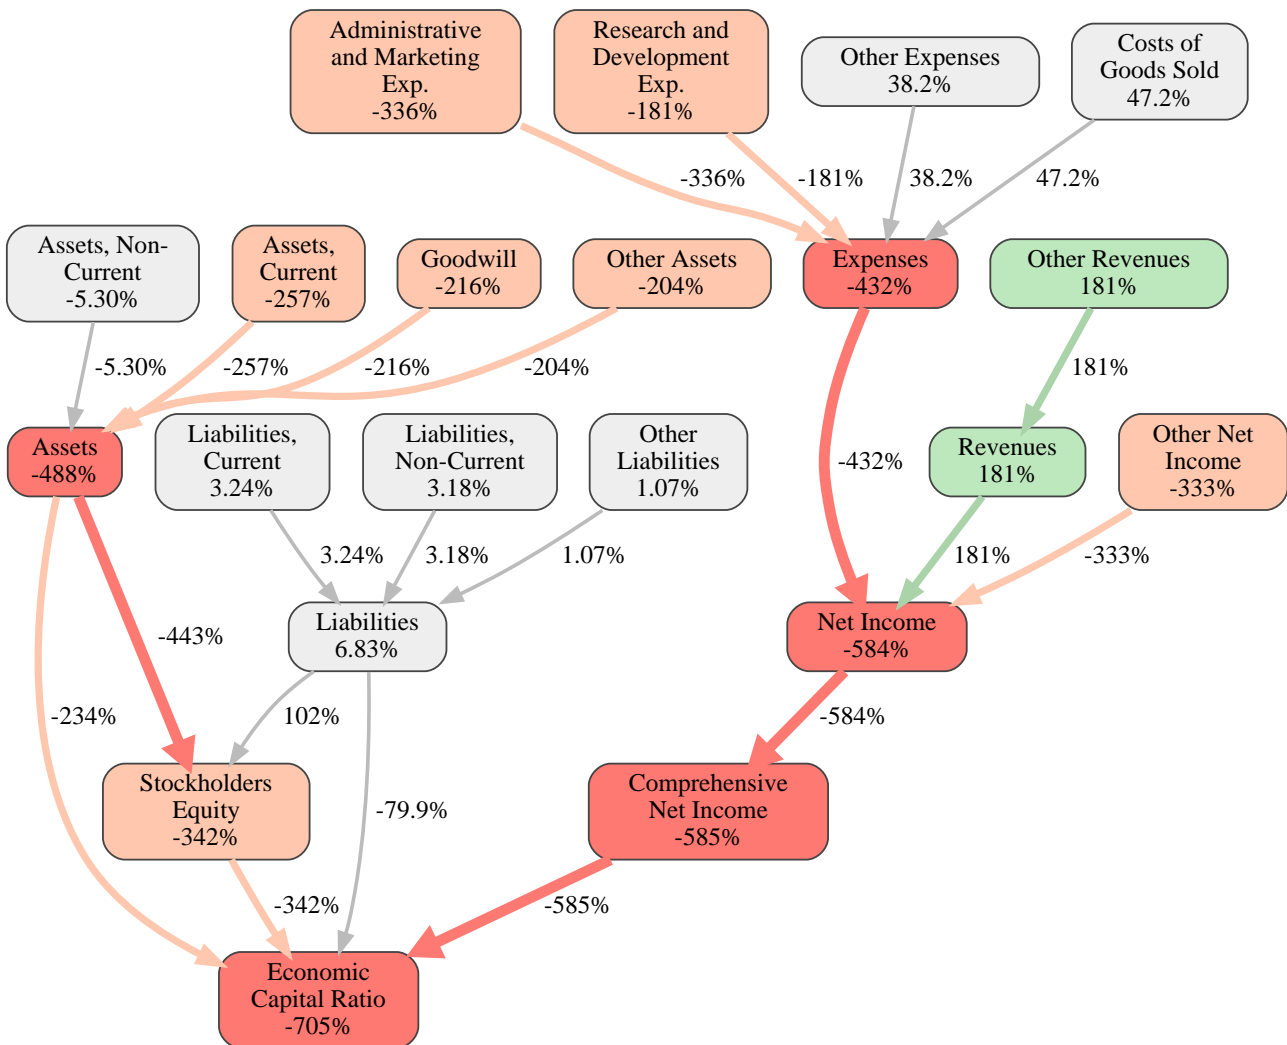 Administrative
and Marketing
Exp.
-336%
Research and
Development
Exp.
-181%
Other Expenses
38.2%
Costs of
Goods Sold
47.2%
-336%
-181%
38.2%
47.2%
Assets, Non-
Current
-5.30%
Assets,
Current
-257%
Goodwill
-216%
Other Assets
-204%
Expenses
-432%
Other Revenues
181%
-5.30%
-257%
-216%
-204%
181%
Assets
-488%
Liabilities,
Current
3.24%
Liabilities,
Non-Current
3.18%
Other
Liabilities
1.07%
-432%
Revenues
181%
Other Net
Income
-333%
3.24%
3.18%
1.07%
181%
-333%
-443%
Liabilities
6.83%
Net Income
-584%
-234%
102%
-584%
Stockholders
Equity
-342%
-79.9%
Comprehensive
Net Income
-585%
-342%
-585%
Economic
Capital Ratio
-705%